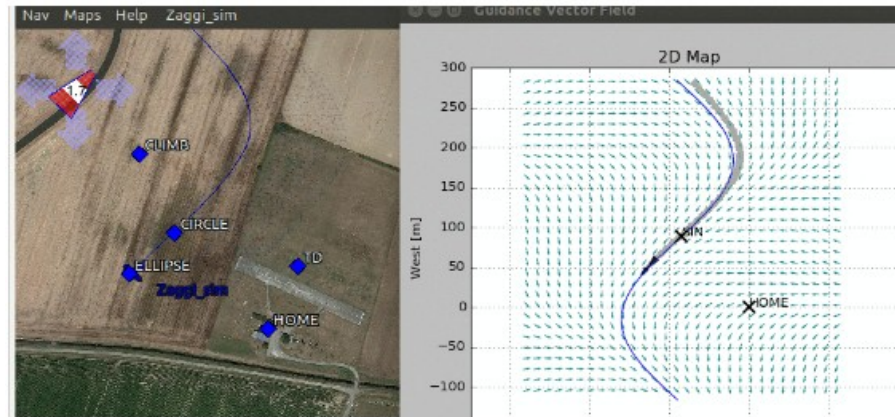 Nav Maps Help Zaggi_sim
CLIMB
CIRCLE
ELLIPSE
TD
Zaggi_sim
HOME
Guidance Vector Field
2D Map
300
250
200
150
100
50
0
−50
−100
West [m]
HOME